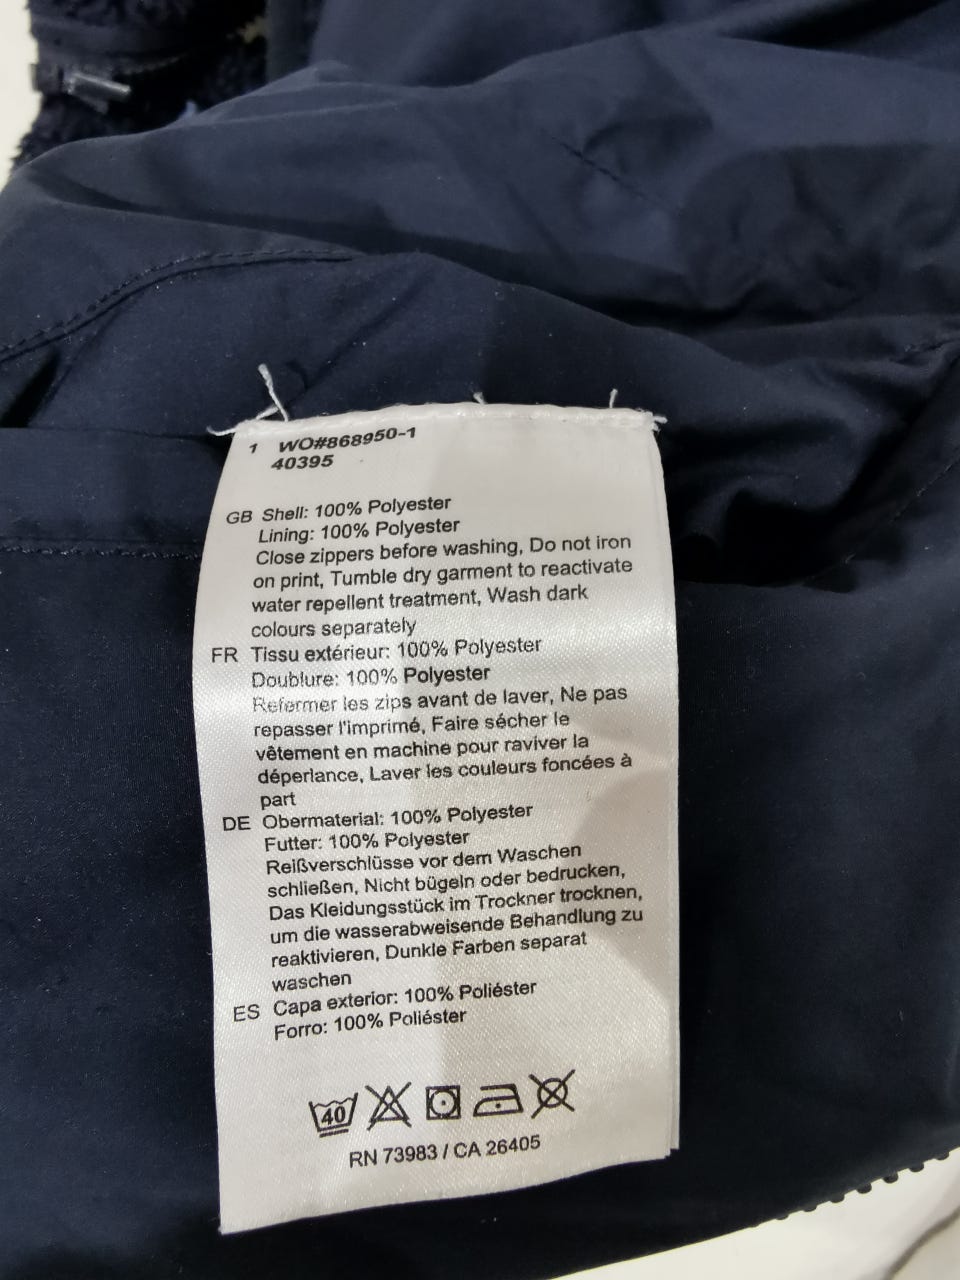 1 WO#868950-1
40395
GB Shell: 100% Polyester
Lining: 100% Polyester
Close zippers before washing, Do not iron
on print, Tumble dry garment to reactivate
water repellent treatment, Wash dark
colours separately
FR Tissu extérieur: 100% Polyester
Doublure: 100% Polyester
Refermer les zips avant de laver, Ne pas
repasser l'imprimé, Faire sécher le
vêtement en machine pour raviver la
déperlance, Laver les couleurs foncées à
part
DE Obermaterial: 100% Polyester
Futter: 100% Polyester
Reißverschlüsse vor dem Waschen
schließen, Nicht bügeln oder bedrucken,
Das Kleidungsstück im Trockner trocknen,
um die wasserabweisende Behandlung zu
reaktivieren, Dunkle Farben separat
waschen
ES Capa exterior: 100% Poliéster
Forro: 100% Poliéster
40
RN 73983 / CA 26405